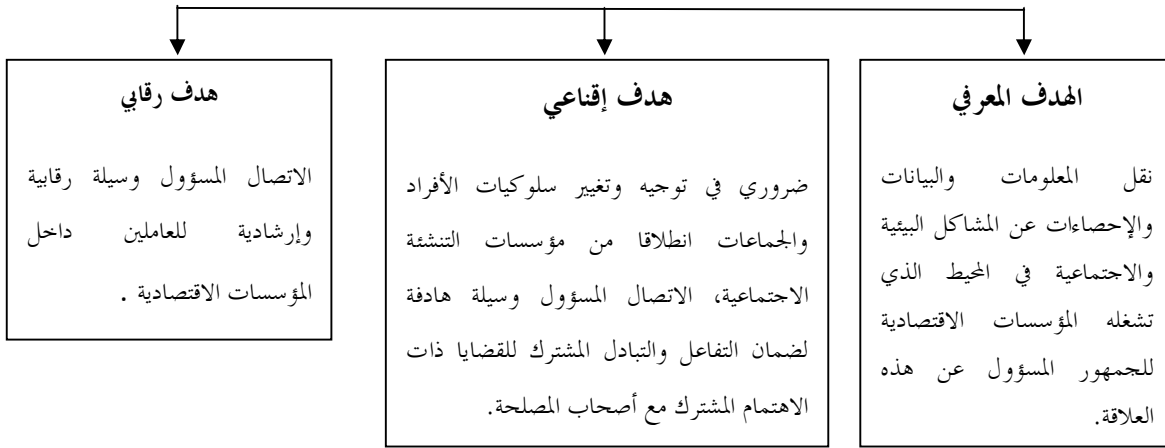 الهدف المعرفي
نقل المعلومات والبيانات
والإحصاءات عن المشاكل البيئية
والاجتماعية في المحيط الذي
تشغله المؤسسات الاقتصادية
للجمهور المسؤول عن هذه
العلاقة.
هدف إقناعي
ضروري في توجيه وتغيير سلوكيات الأفراد
والجماعات انطلاقا من مؤسسات التنشئة
الاجتماعية، الاتصال المسؤول وسيلة هادفة
لضمان التفاعل والتبادل المشترك للقضايا ذات
الاهتمام المشترك مع أصحاب المصلحة.
هدف رقابي
الاتصال المسؤول وسيلة رقابية
وإرشادية للعاملين داخل
المؤسسات الاقتصادية .